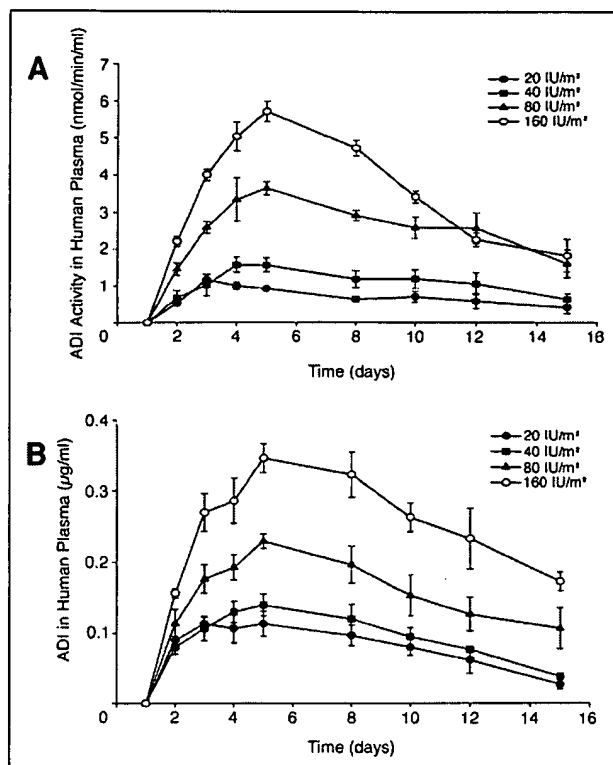 A
ADI Activity in Human Plasma (nmol/min/ml)
7
6
5
4
3
2
1
0
20 IU/m²
40 IU/m²
80 IU/m²
160 IU/m²
2 4 6 8 10 12 14 16
Time (days)
B
ADI in Human Plasma (µg/ml)
0.4
0.3
0.2
0.1
0
20 IU/m²
40 IU/m²
80 IU/m²
160 IU/m²
2 4 6 8 10 12 14 16
Time (days)